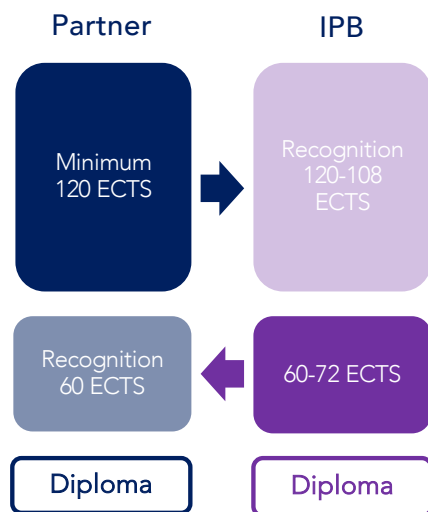 Partner
IPB
Minimum
120 ECTS
Recognition
120-108
ECTS
Recognition
60 ECTS
60-72 ECTS
Diploma
Diploma